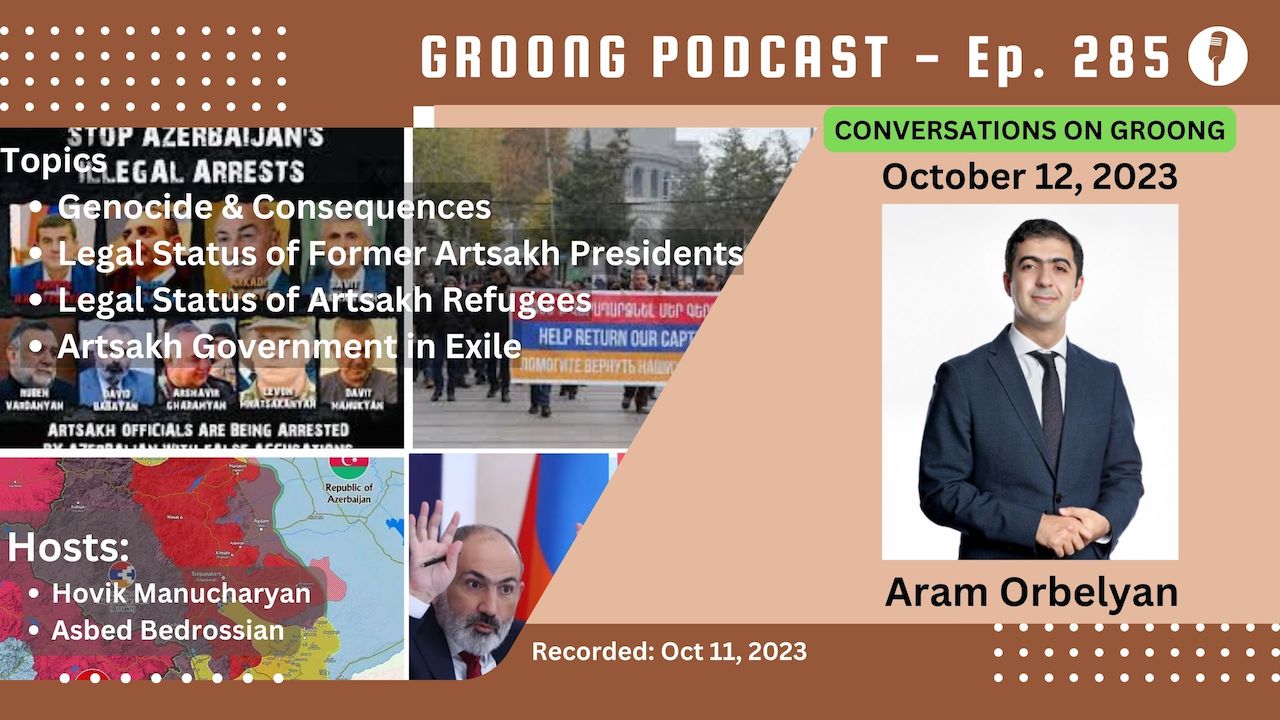 GROONG PODCAST - Ep. 285
CONVERSATIONS ON GROONG
October 12, 2023
STOP AZERBAIJAN'S
ILLEGAL ARRESTS
Topics
Genocide & Consequences
Legal Status of Former Artsakh Presidents
Legal Status of Artsakh Refugees
Artsakh Government in Exile
RUBEN
VARDANYAN
DAVID
BABAYAN
ARSHAVIR
GHARAMYAN
LEVON
MNATSAKANYAN
DAVIT
MANUKYAN
ARTSAKH OFFICIALS ARE BEING ARRESTED
BY AZERBAIJAN WITH FALSE ACCUSATIONS
HELP RETURN OUR
ПОМОГИТЕ ВЕРНУТЬ
Republic of
Azerbaijan
Hosts:
Hovik Manucharyan
Asbed Bedrossian
Aram Orbelyan
Recorded: Oct 11, 2023